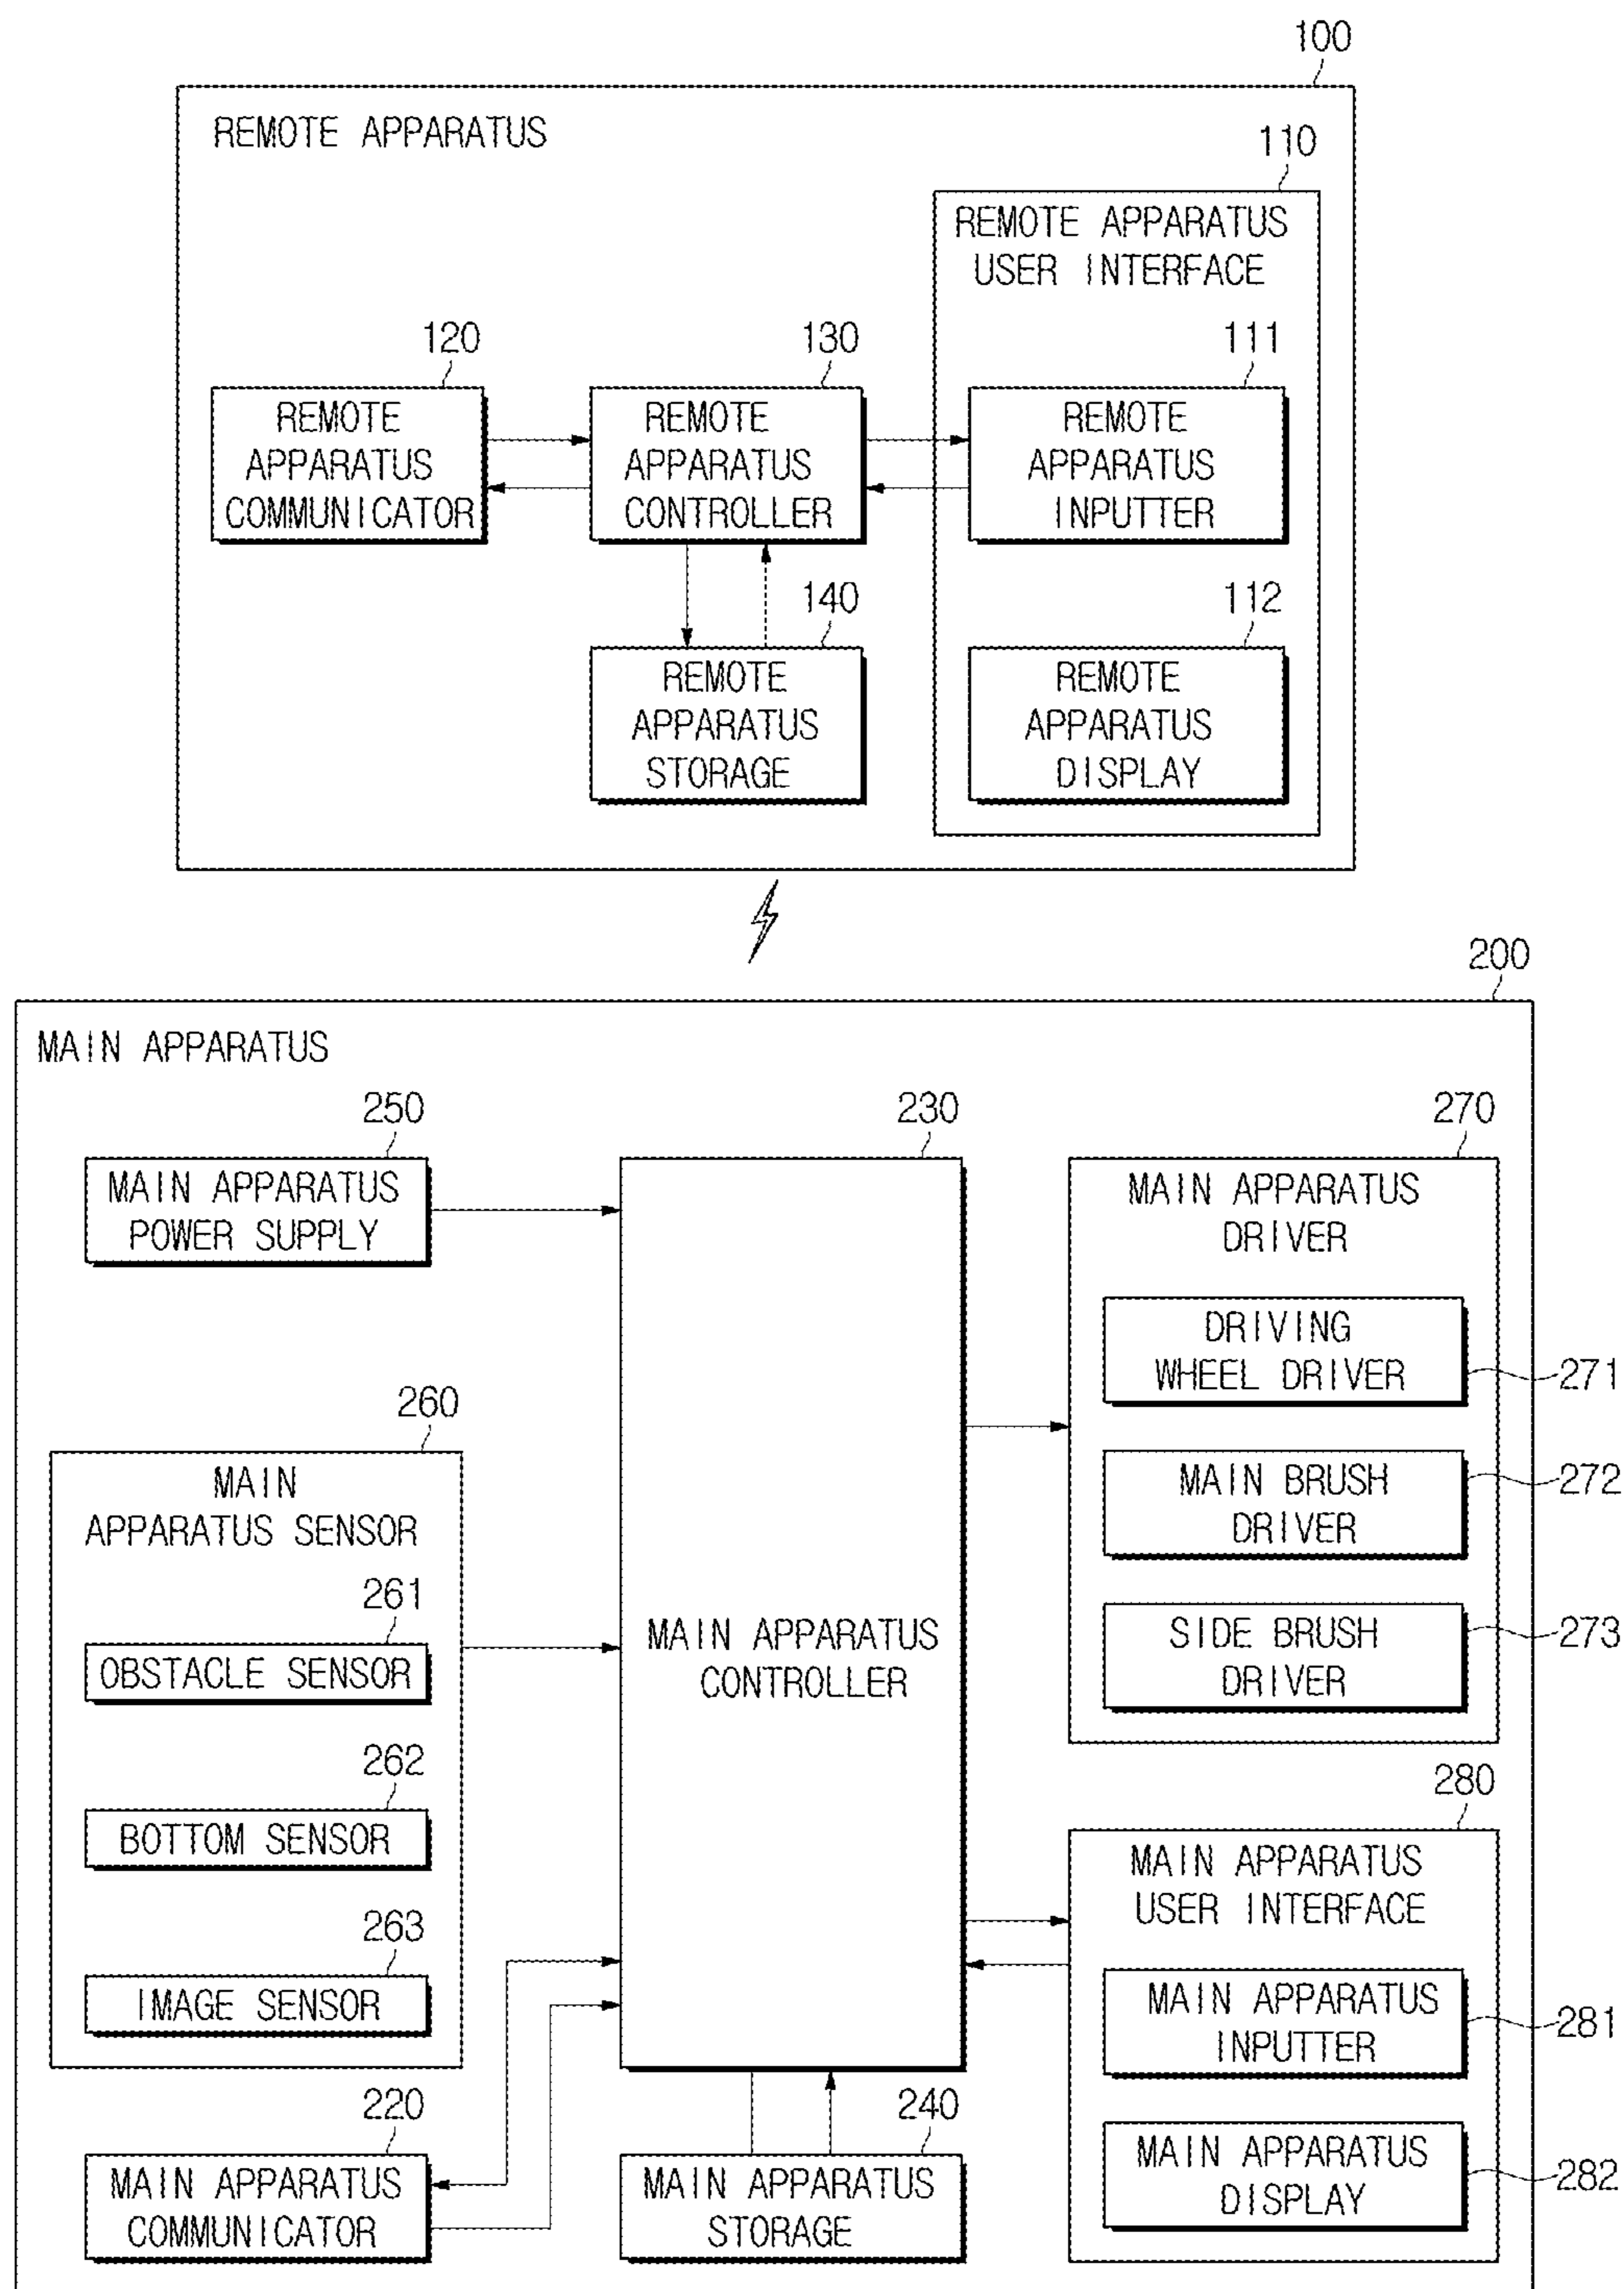 100
REMOTE APPARATUS
110
REMOTE APPARATUS
USER INTERFACE
120
130
111
REMOTE
APPARATUS
COMMUNICATOR
REMOTE
APPARATUS
CONTROLLER
REMOTE
APPARATUS
INPUTTER
140
112
REMOTE
APPARATUS
STORAGE
REMOTE
APPARATUS
DISPLAY
200
MAIN APPARATUS
250
230
270
MAIN APPARATUS
POWER SUPPLY
MAIN APPARATUS
DRIVER
DRIVING
WHEEL DRIVER
271
260
MAIN
APPARATUS SENSOR
MAIN BRUSH
DRIVER
272
261
OBSTACLE SENSOR
MAIN APPARATUS
CONTROLLER
SIDE BRUSH
DRIVER
273
262
BOTTOM SENSOR
280
MAIN APPARATUS
USER INTERFACE
263
IMAGE SENSOR
MAIN APPARATUS
INPUTTER
281
220
240
MAIN APPARATUS
COMMUNICATOR
MAIN APPARATUS
STORAGE
MAIN APPARATUS
DISPLAY
282